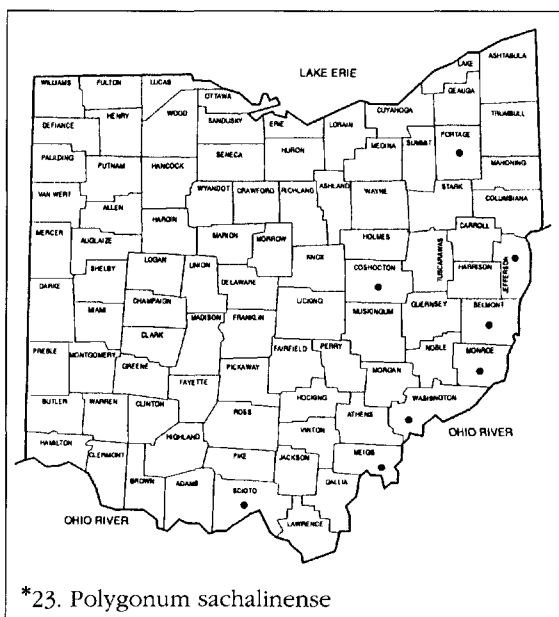 LAKE ERIE
WILLIAMS
FULTON
LUCAS
OTTAWA
LAKE
ASHTABULA
GEAUGA
CUYAHOGA
TRUMBULL
DEFIANCE
HENRY
WOOD
SANDUSKY
ERIE
LORAIN
MEDINA
SUMMIT
PORTAGE
PAULDING
PUTNAM
HANCOCK
SENECA
HURON
MAHONING
VAN WERT
ALLEN
WYANDOT
CRAWFORD
RICHLAND
ASHLAND
WAYNE
STARK
COLUMBIANA
MERCER
AUGLAIZE
HARDIN
MARION
MORROW
HOLMES
CARROLL
TUSCARAWAS
HARRISON
JEFFERSON
LOGAN
UNION
KNOX
COSHOCTON
SHELBY
DELAWARE
DARKE
CHAMPAIGN
LICKING
GUERNSEY
BELMONT
MIAMI
MADISON
FRANKLIN
MUSKINGUM
CLARK
NOBLE
MONROE
PREBLE
MONTGOMERY
GREENE
FAIRFIELD
PERRY
MORGAN
PICKAWAY
FAYETTE
WASHINGTON
BUTLER
WARREN
CLINTON
HOCKING
ATHENS
ROSS
OHIO RIVER
HAMILTON
CLERMONT
HIGHLAND
VINTON
MEIGS
PIKE
JACKSON
BROWN
ADAMS
SCIOTO
GALLIA
LAWRENCE
OHIO RIVER
*23. Polygonum sachalinense